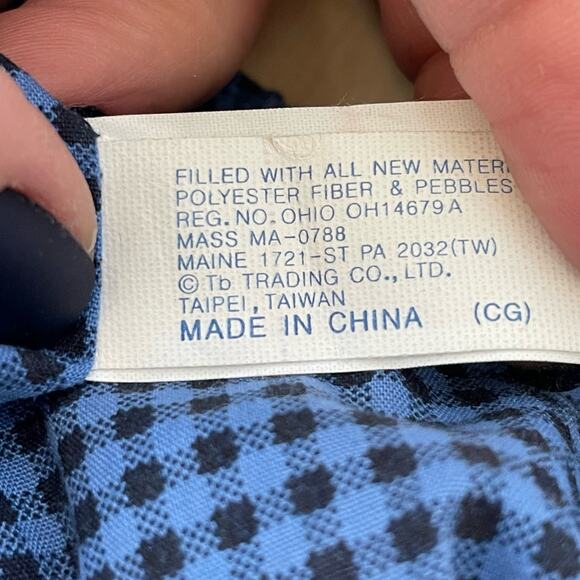 FILLED WITH ALL NEW
POLYESTER FIBER & PEBBLES
REG. NO. OHIO OH14679A
MASS MA-0788
MAINE 1721-ST PA 2032(TW)
© Tb TRADING CO., LTD.
TAIPEI, TAIWAN
MADE IN CHINA (CG)